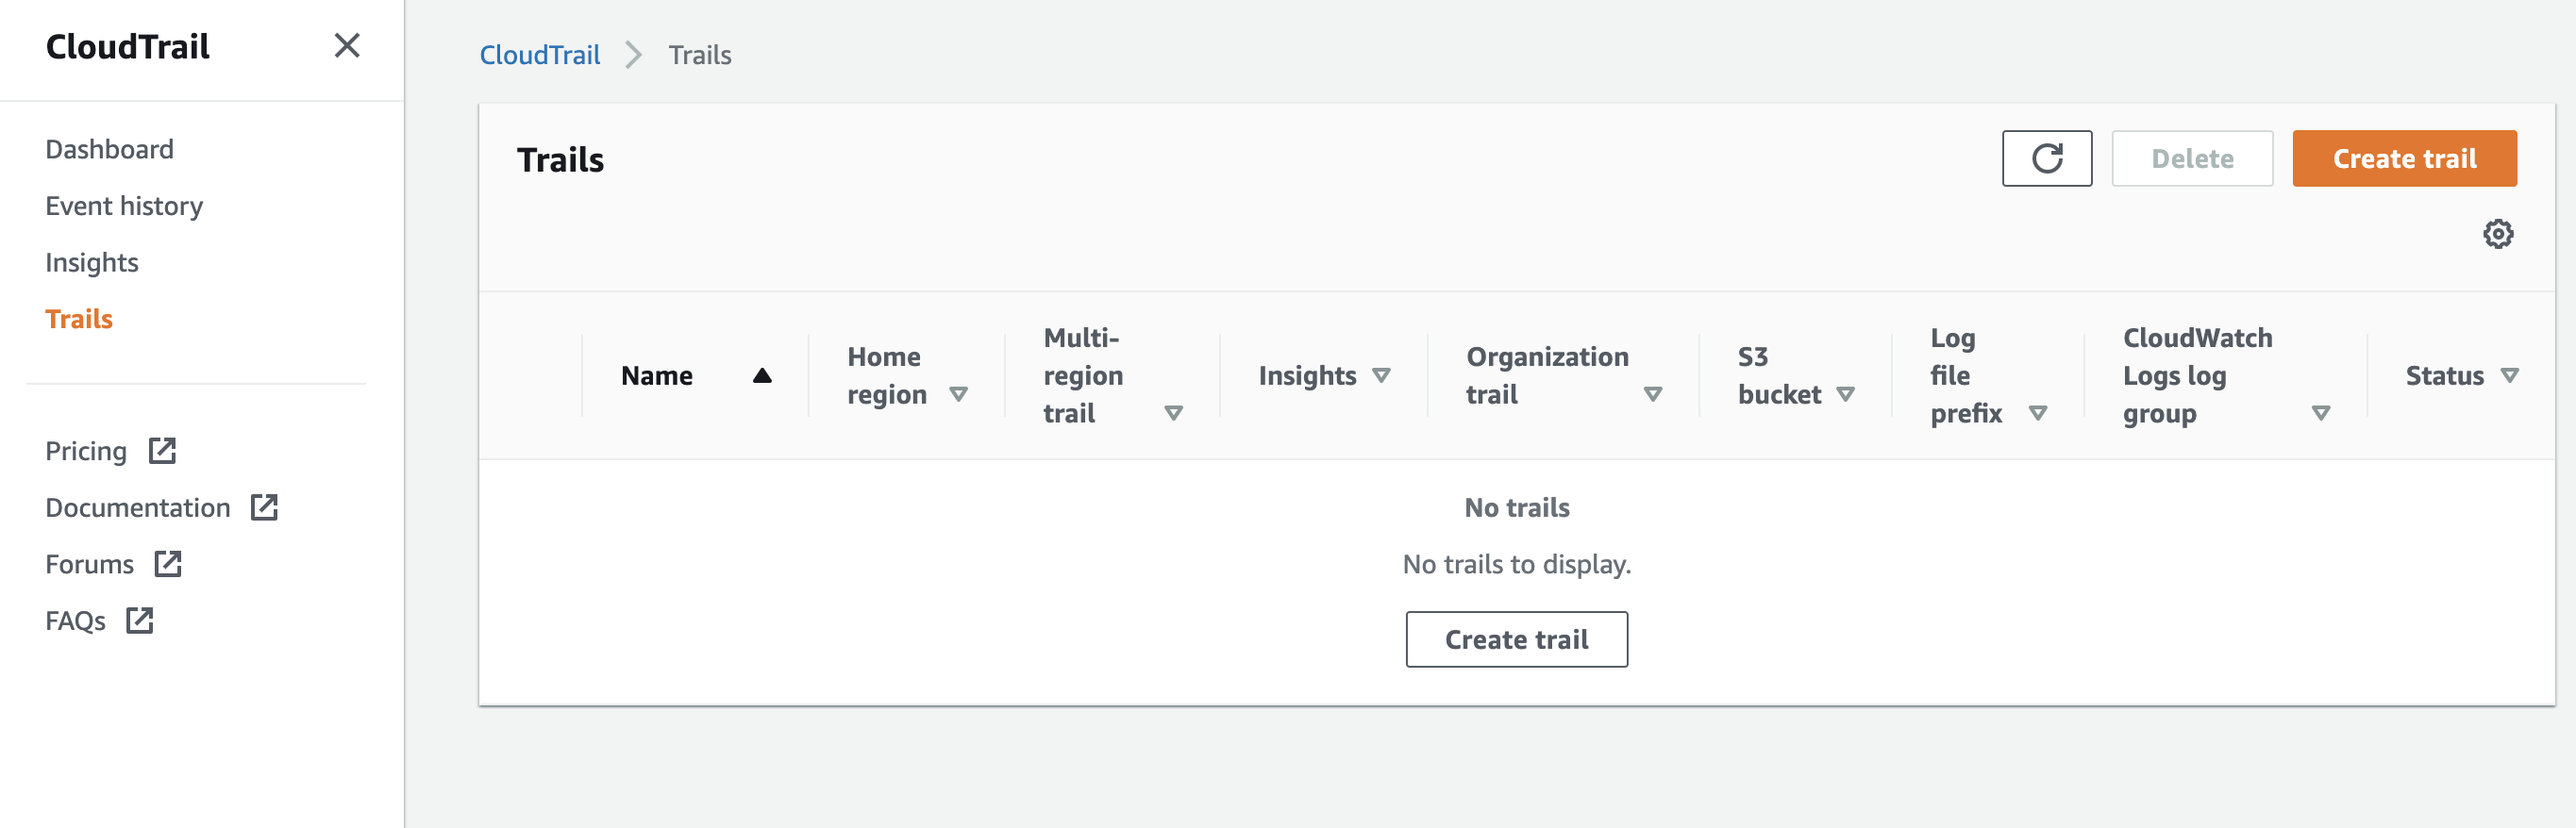 CloudTrail
Dashboard
Event history
Insights
Trails
Pricing
Documentation
Forums
FAQs
CloudTrail Trails
Trails
Delete
Create trail
Name
Home
region
Multi-
region
trail
Insights
Organization
trail
S3
bucket
Log
file
prefix
CloudWatch
Logs log
group
Status
No trails
No trails to display.
Create trail